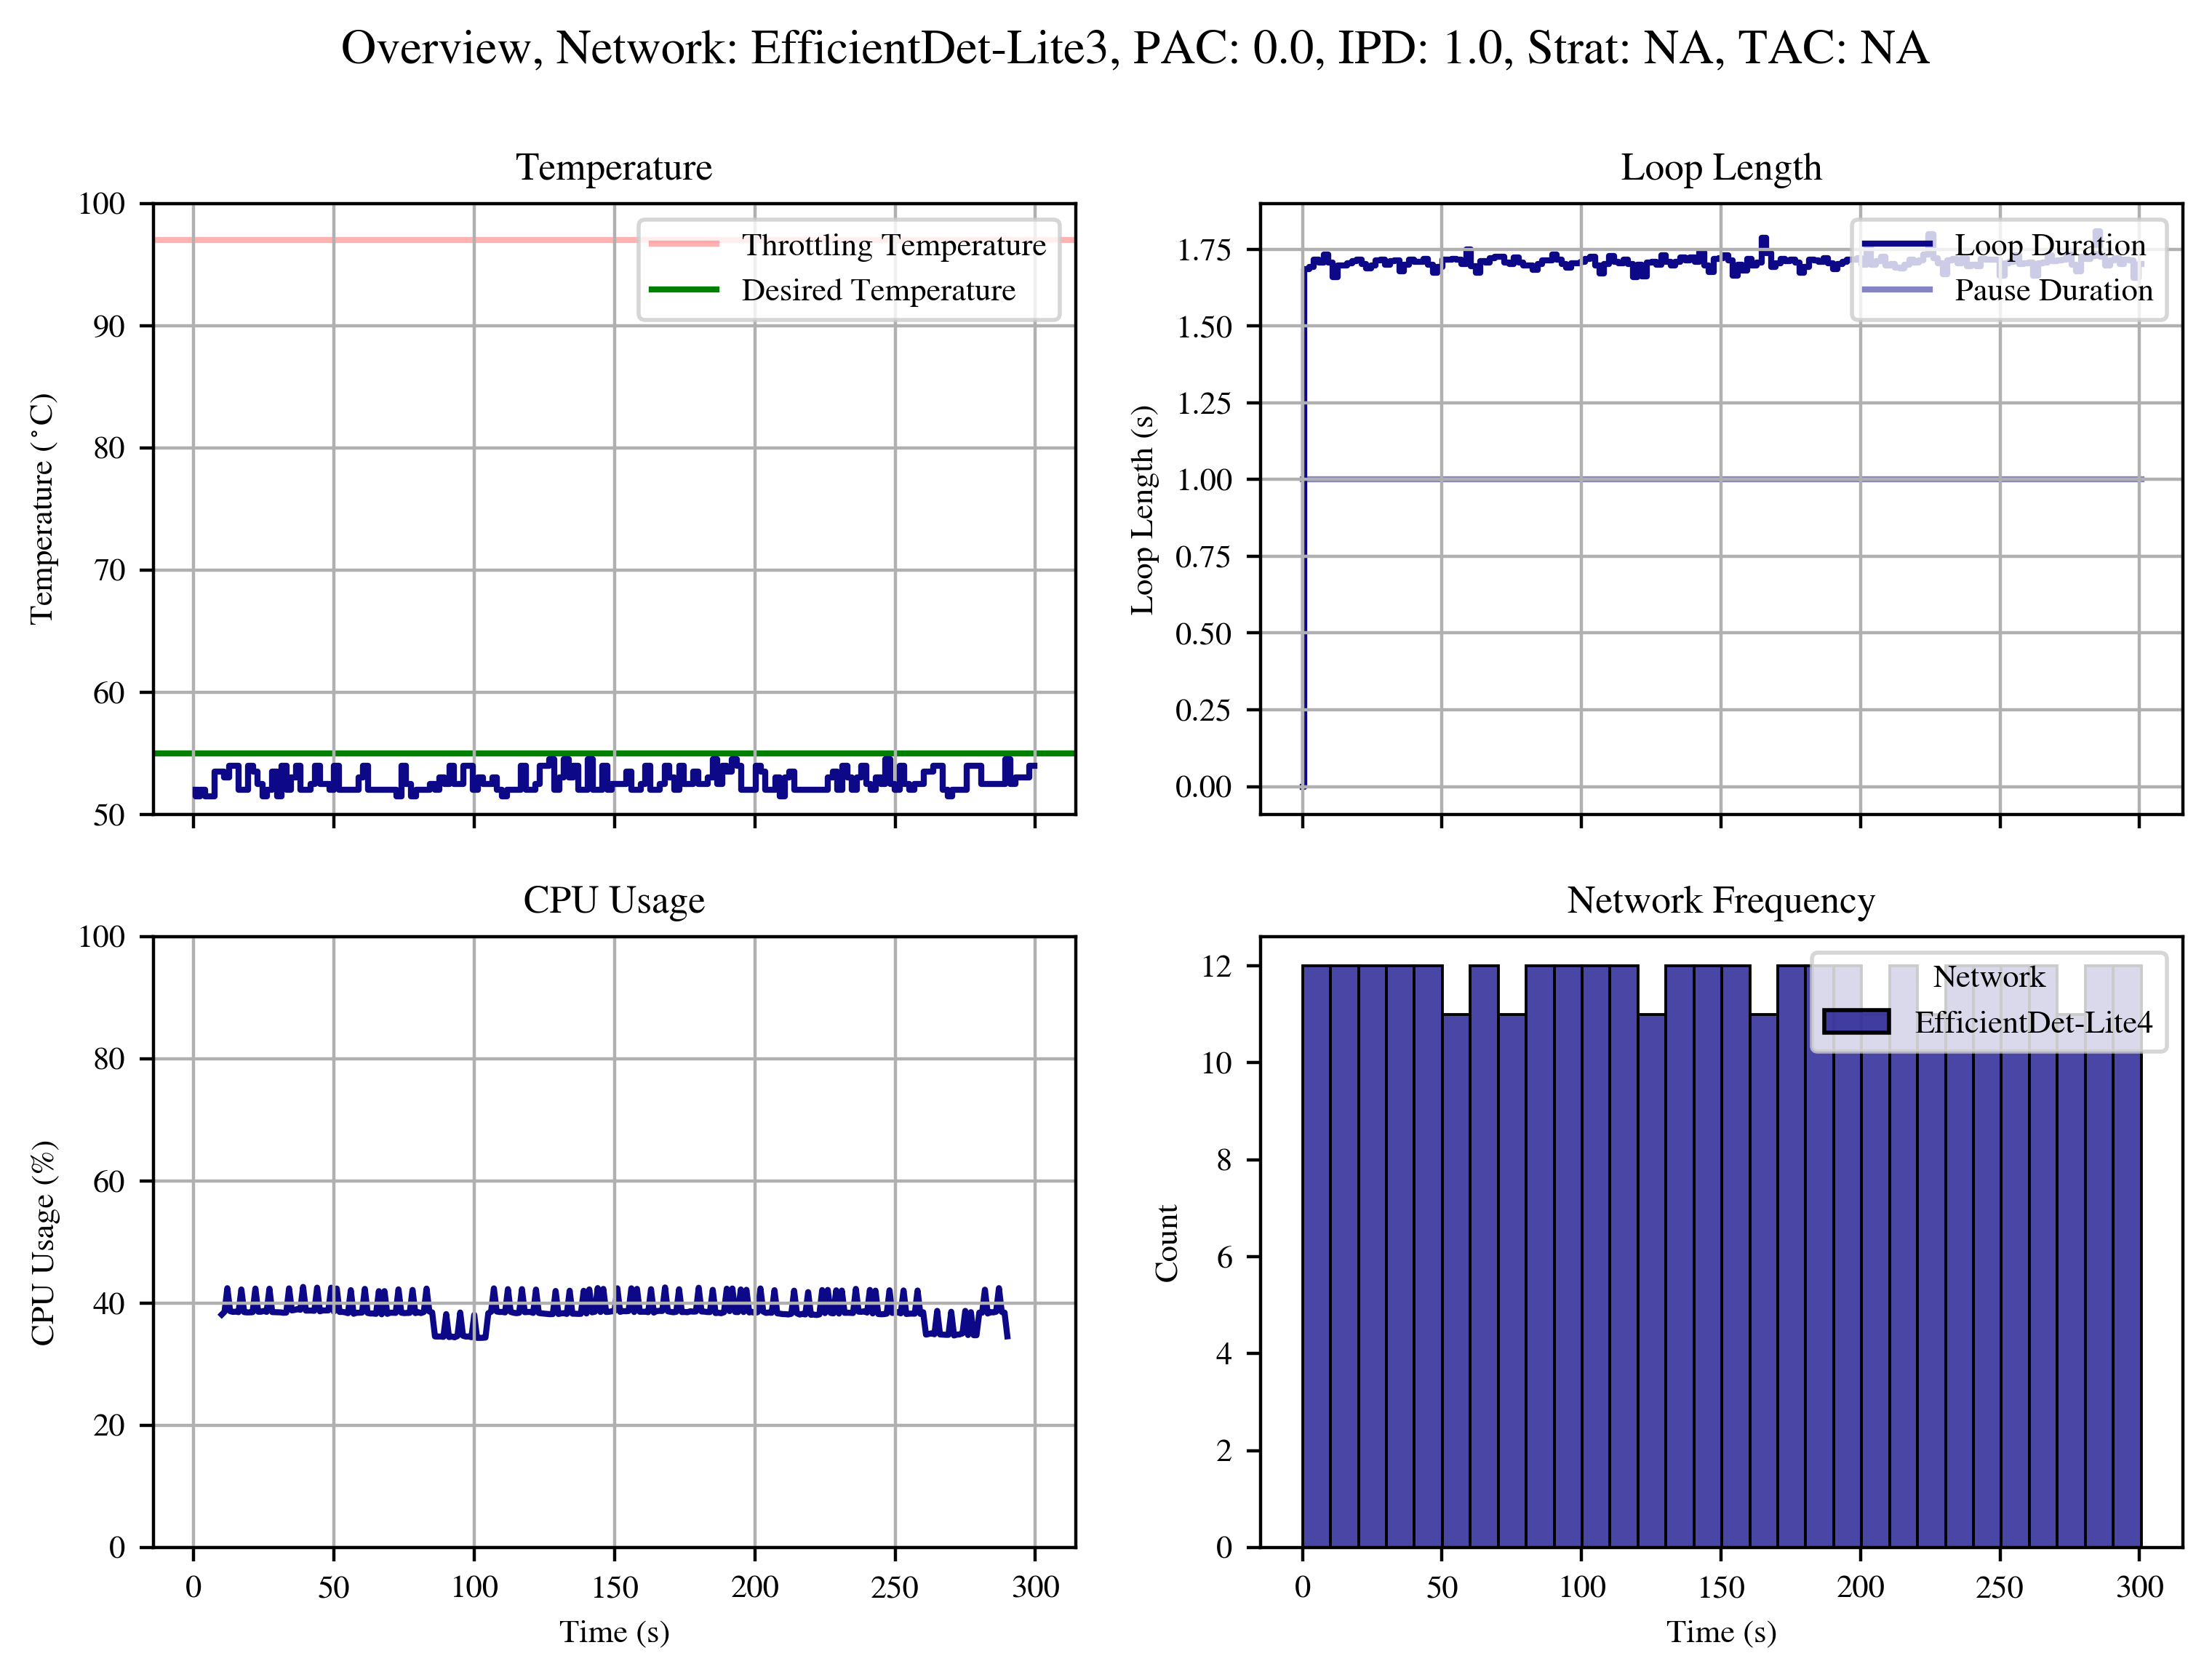 Overview, Network: EfficientDet-Lite3, PAC: 0.0, IPD: 1.0, Strat: NA, TAC: NA
Temperature
100
90
80
70
60
50
Temperature (°C)
Throttling Temperature
Desired Temperature
Loop Length
1.75
1.50
1.25
1.00
0.75
0.50
0.25
0.00
Loop Length (s)
Loop Duration
Pause Duration
CPU Usage
100
80
60
40
20
0
CPU Usage (%)
0 50 100 150 200 250 300
Time (s)
Network Frequency
12
10
8
6
4
2
0
Count
Network
EfficientDet-Lite4
0 50 100 150 200 250 300
Time (s)